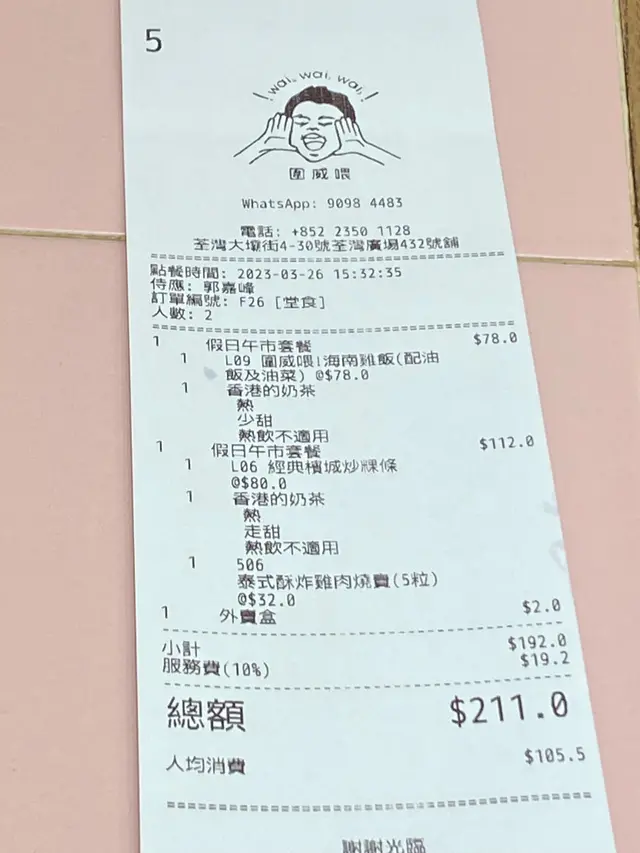 5
wai, wai, wai,
圍威喂
WhatsApp: 9098 4483
電話: +852 2350 1128
荃灣大壩街4-30號荃灣廣場432號舖
點餐時間: 2023-03-26 15:32:35
侍應: 郭嘉峰
訂單編號: F26 [堂食]
人數: 2
1 假日午市套餐 $78.0
1 L09 圍威喂!海南雞飯(配油
飯及油菜) @$78.0
1 香港的奶茶
熱
少甜
熱飲不適用
1 假日午市套餐 $112.0
1 L06 經典檳城炒粿條
@$80.0
1 香港的奶茶
熱
走甜
熱飲不適用
1 506
泰式酥炸雞肉燒賣(5粒)
@$32.0
1 外賣盒 $2.0
小計 $192.0
服務費(10%) $19.2
總額 $211.0
人均消費 $105.5
謝謝光臨